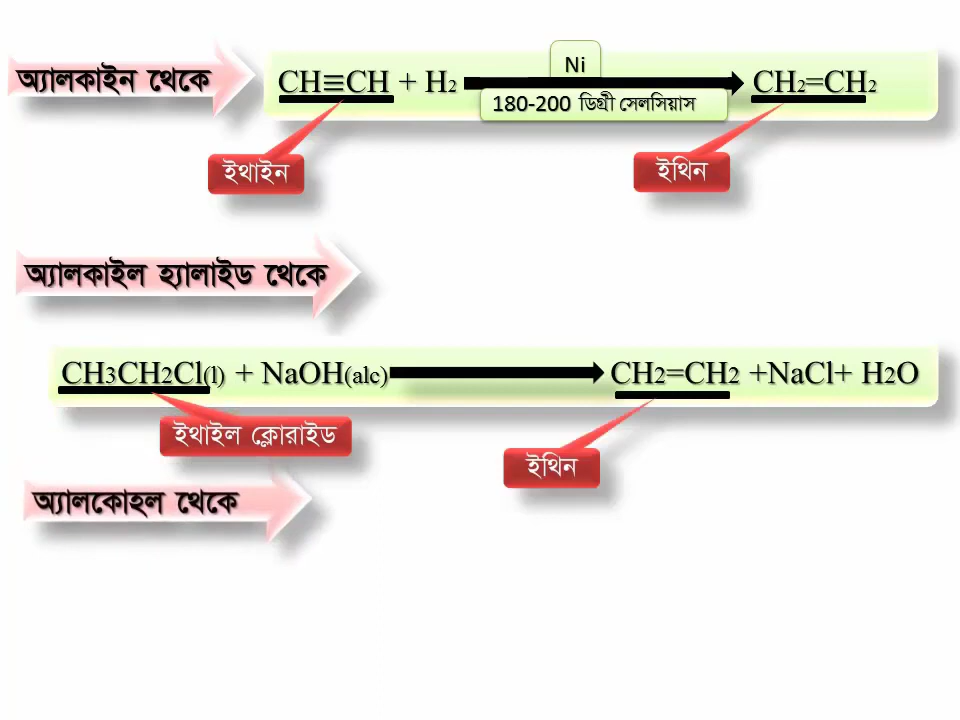 অ্যালকাইন থেকে
Ni
CH≡CH + H2
CH2=CH2
180-200 ডিগ্রী সেলসিয়াস
ইথাইন
ইথিন
অ্যালকাইল হ্যালাইড থেকে
CH3CH2Cl(l) + NaOH(alc)
CH2=CH2 +NaCl+ H2O
ইথাইল ক্লোরাইড
ইথিন
অ্যালকোহল থেকে